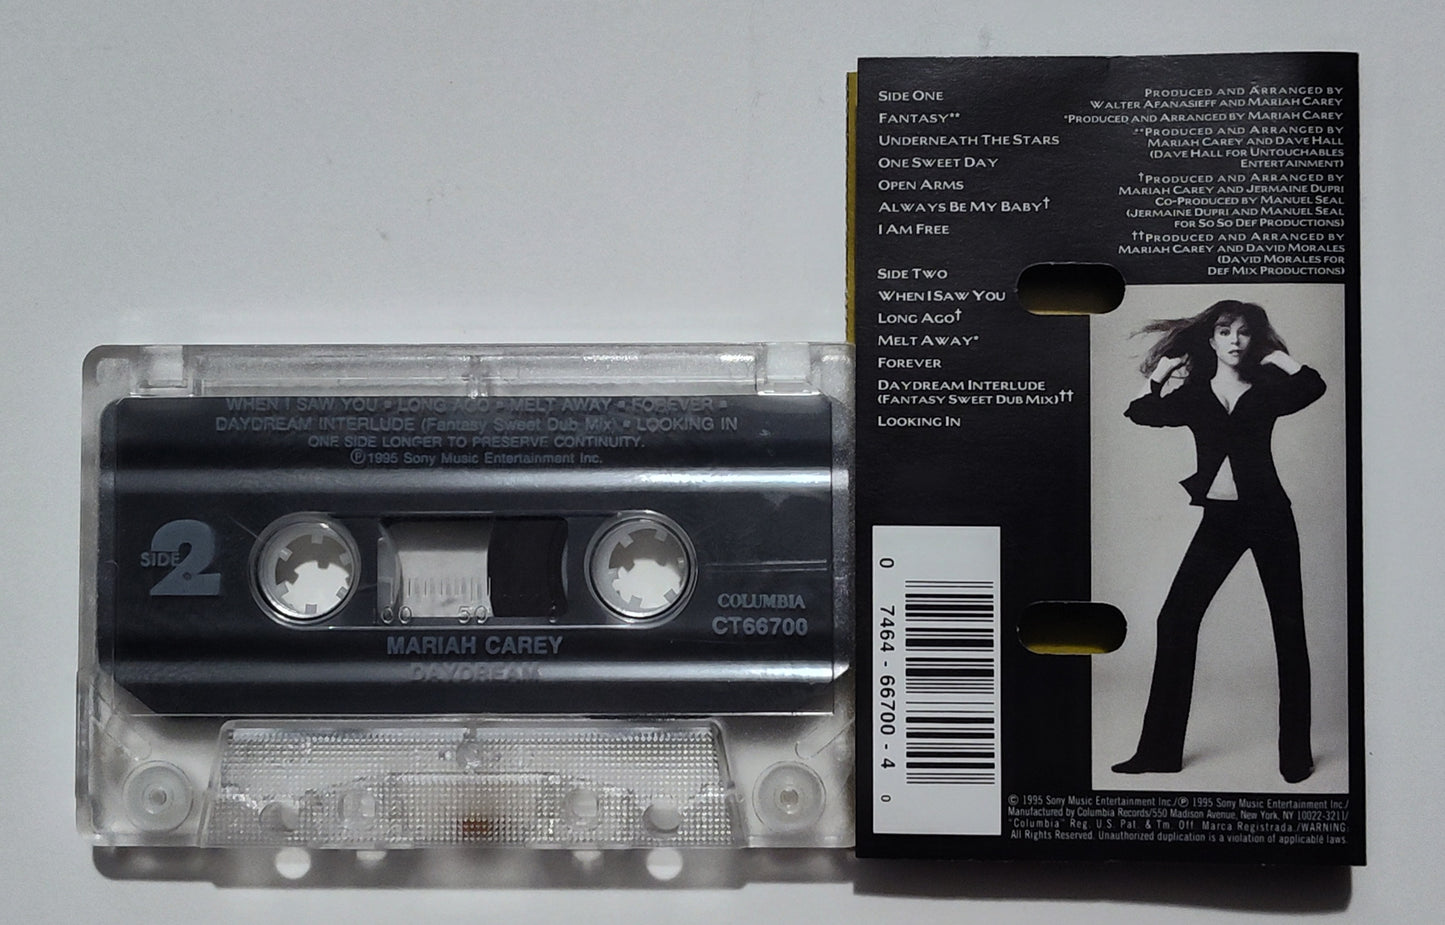 WHEN I SAW YOU • LONG AGO • MELT AWAY • FOREVER •
DAYDREAM INTERLUDE (Fantasy Sweet Dub Mix) • LOOKING IN
ONE SIDE LONGER TO PRESERVE CONTINUITY.
Ⓟ1995 Sony Music Entertainment Inc.
SIDE 2
100 50
COLUMBIA
CT66700
MARIAH CAREY
DAYDREAM
SIDE ONE
FANTASY**
UNDERNEATH THE STARS
ONE SWEET DAY
OPEN ARMS
ALWAYS BE MY BABY†
I AM FREE
SIDE TWO
WHEN I SAW YOU
LONG AGO†
MELT AWAY*
FOREVER
DAYDREAM INTERLUDE
(FANTASY SWEET DUB MIX)††
LOOKING IN
PRODUCED AND ARRANGED BY
WALTER AFANASIEFF AND MARIAH CAREY
*PRODUCED AND ARRANGED BY MARIAH CAREY
**PRODUCED AND ARRANGED BY
MARIAH CAREY AND DAVE HALL
(DAVE HALL FOR UNTOUCHABLES
ENTERTAINMENT)
†PRODUCED AND ARRANGED BY
MARIAH CAREY AND JERMAINE DUPRI
CO-PRODUCED BY MANUEL SEAL
(JERMAINE DUPRI AND MANUEL SEAL
FOR SO SO DEF PRODUCTIONS)
††PRODUCED AND ARRANGED BY
MARIAH CAREY AND DAVID MORALES
(DAVID MORALES FOR
DEF MIX PRODUCTIONS)
0 7464-66700-4 0
© 1995 Sony Music Entertainment Inc./Ⓟ 1995 Sony Music Entertainment Inc./
Manufactured by Columbia Records/550 Madison Avenue, New York, NY 10022-3211/
"Columbia" Reg. U.S. Pat. & Tm. Off. Marca Registrada./WARNING:
All Rights Reserved. Unauthorized duplication is a violation of applicable laws.